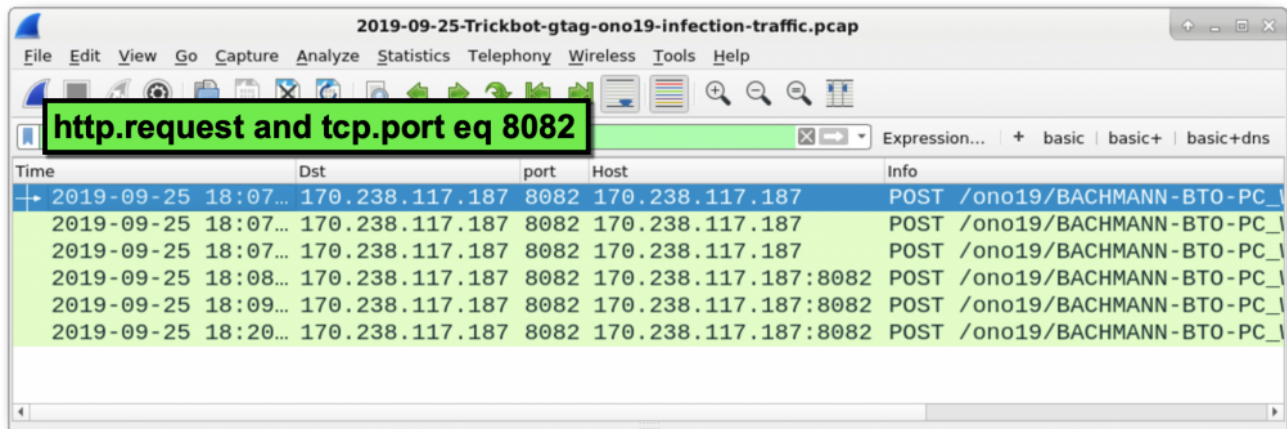 2019-09-25-Trickbot-gtag-ono19-infection-traffic.pcap
File Edit View Go Capture Analyze Statistics Telephony Wireless Tools Help
http.request and tcp.port eq 8082
Expression... + basic basic+ basic+dns
Time Dst port Host Info
2019-09-25 18:07… 170.238.117.187 8082 170.238.117.187 POST /ono19/BACHMANN-BTO-PC_
2019-09-25 18:07… 170.238.117.187 8082 170.238.117.187 POST /ono19/BACHMANN-BTO-PC_
2019-09-25 18:07… 170.238.117.187 8082 170.238.117.187 POST /ono19/BACHMANN-BTO-PC_
2019-09-25 18:08… 170.238.117.187 8082 170.238.117.187:8082 POST /ono19/BACHMANN-BTO-PC_
2019-09-25 18:09… 170.238.117.187 8082 170.238.117.187:8082 POST /ono19/BACHMANN-BTO-PC_
2019-09-25 18:20… 170.238.117.187 8082 170.238.117.187:8082 POST /ono19/BACHMANN-BTO-PC_